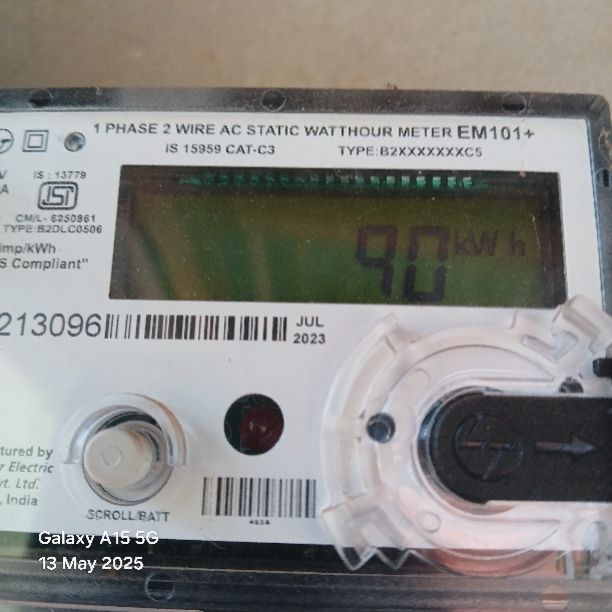 1 PHASE 2 WIRE AC STATIC WATTHOUR METER EM101+
IS 15959 CAT-C3 TYPE:B2XXXXXXXC5
IS : 13779
ISI
CM/L- 6250861
TYPE:B2DLC0506
imp/kWh
S Compliant"
90 kWh
213096
JUL
2023
tured by
r Electric
vt. Ltd.
, India
SCROLL/BATT
Galaxy A15 5G
13 May 2025